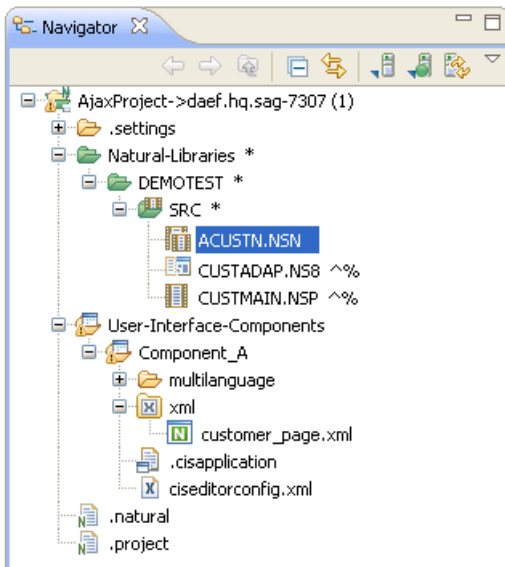 Navigator
AjaxProject->daef.hq.sag-7307 (1)
.settings
Natural-Libraries *
DEMOTEST *
SRC *
ACUSTN.NSN
CUSTADAP.NS8 ^%
CUSTMAIN.NSP ^%
User-Interface-Components
Component_A
multilanguage
xml
customer_page.xml
.cisapplication
ciseditorconfig.xml
.natural
.project